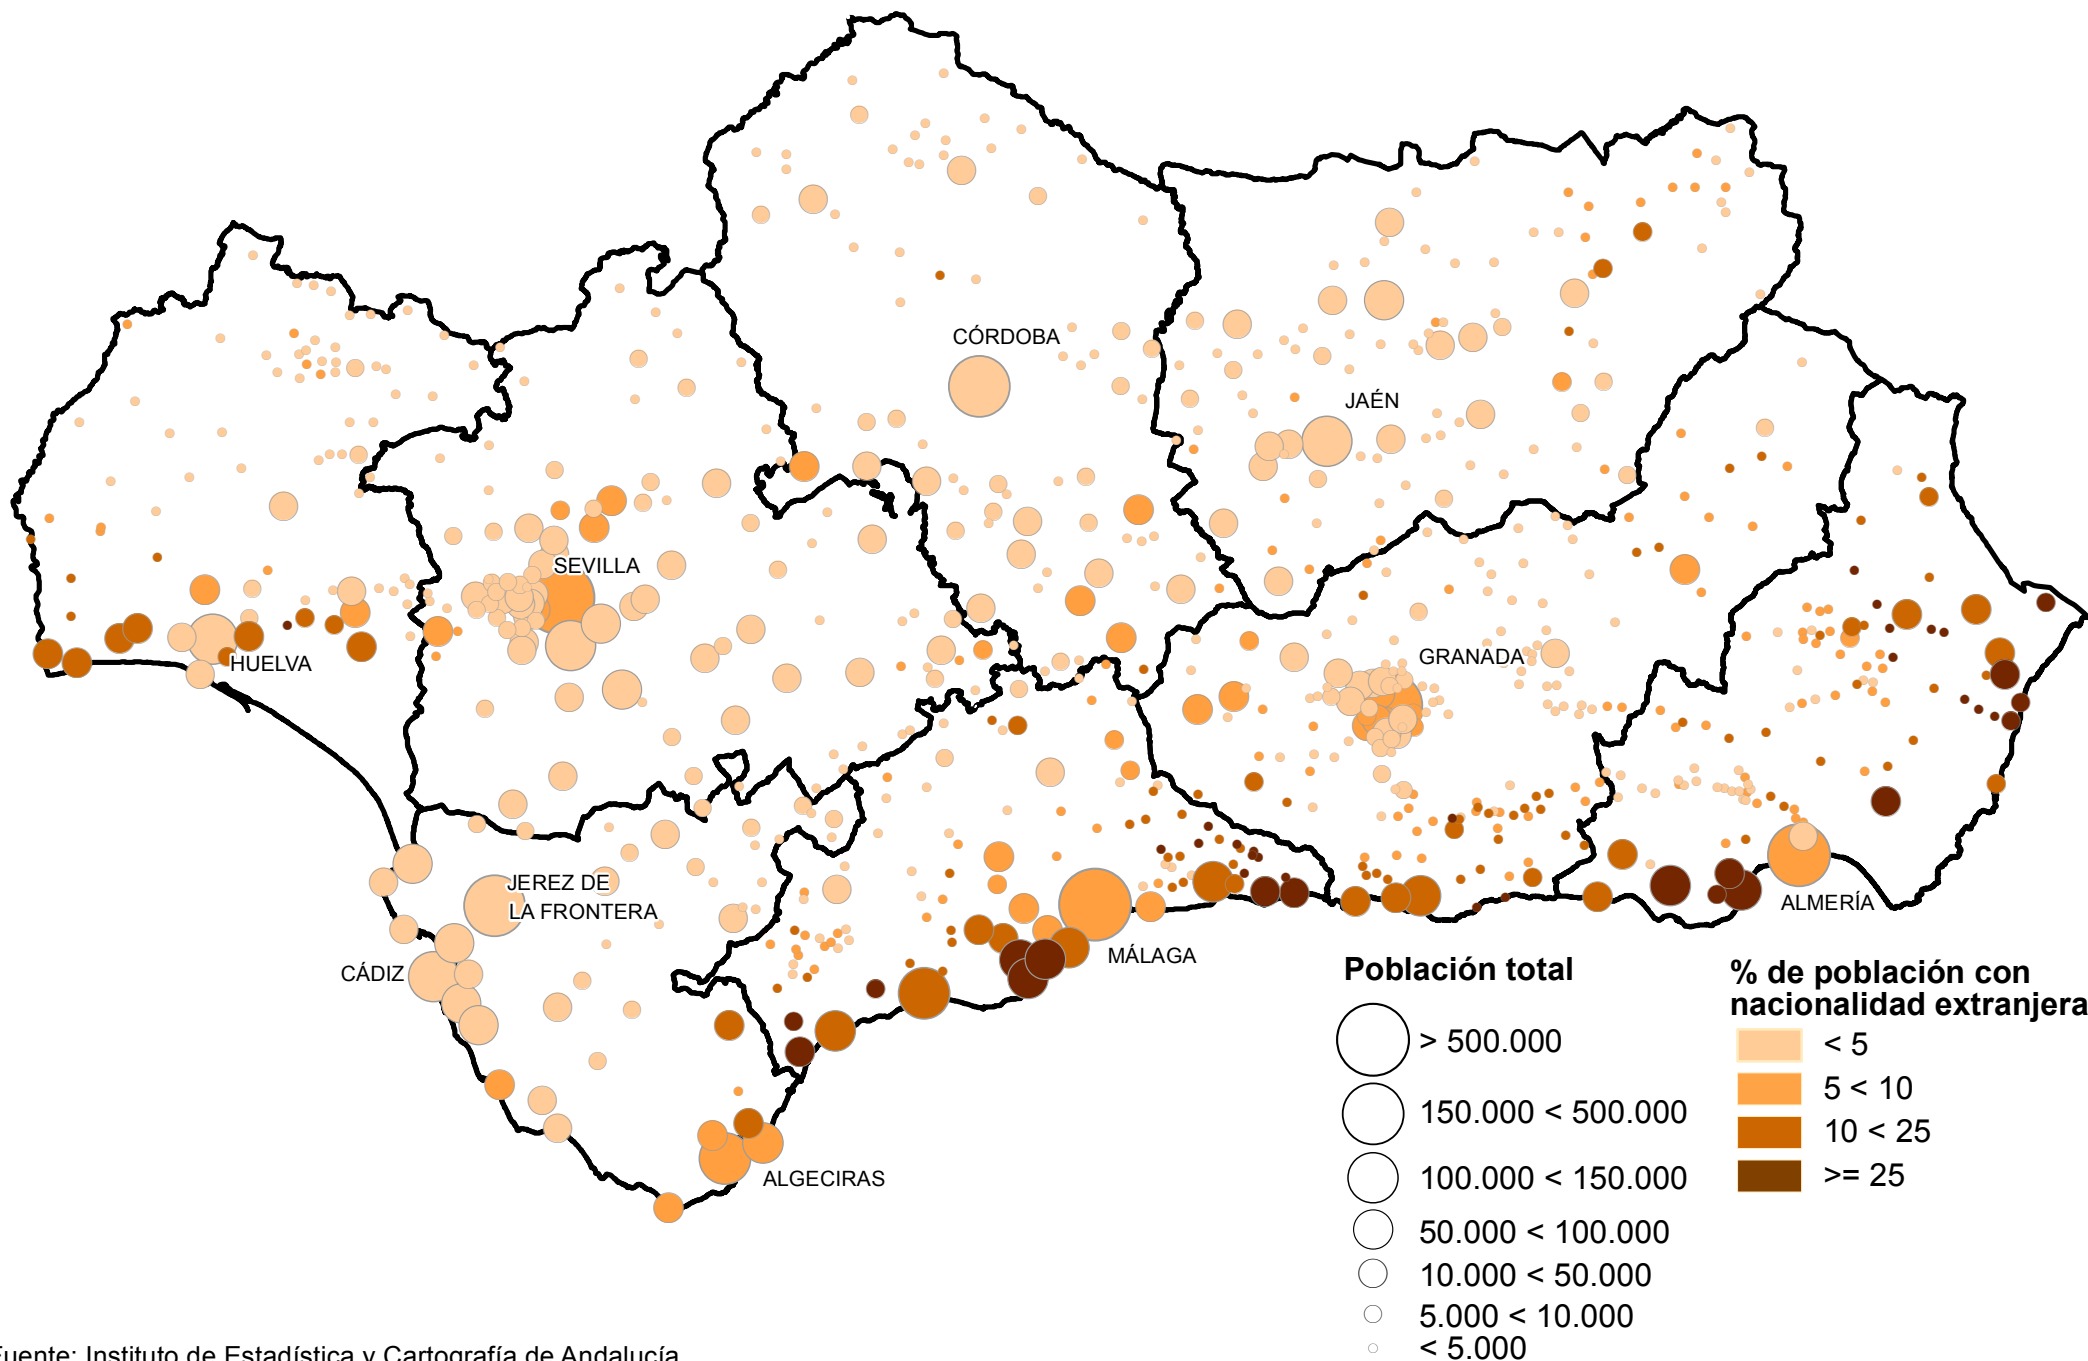 CÓRDOBA
JAÉN
SEVILLA
HUELVA
GRANADA
JEREZ DE
LA FRONTERA
ALMERÍA
CÁDIZ
MÁLAGA
ALGECIRAS
Población total
> 500.000
150.000 < 500.000
100.000 < 150.000
50.000 < 100.000
10.000 < 50.000
5.000 < 10.000
< 5.000
% de población con
nacionalidad extranjera
< 5
5 < 10
10 < 25
>= 25
Fuente: Instituto de Estadística y Cartografía de Andalucía